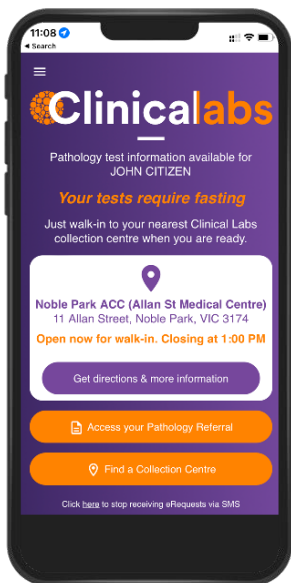 11:08
◀ Search
Clinicalabs
Pathology test information available for
JOHN CITIZEN
Your tests require fasting
Just walk-in to your nearest Clinical Labs
collection centre when you are ready.
Noble Park ACC (Allan St Medical Centre)
11 Allan Street, Noble Park, VIC 3174
Open now for walk-in. Closing at 1:00 PM
Get directions & more information
Access your Pathology Referral
Find a Collection Centre
Click here to stop receiving eRequests via SMS